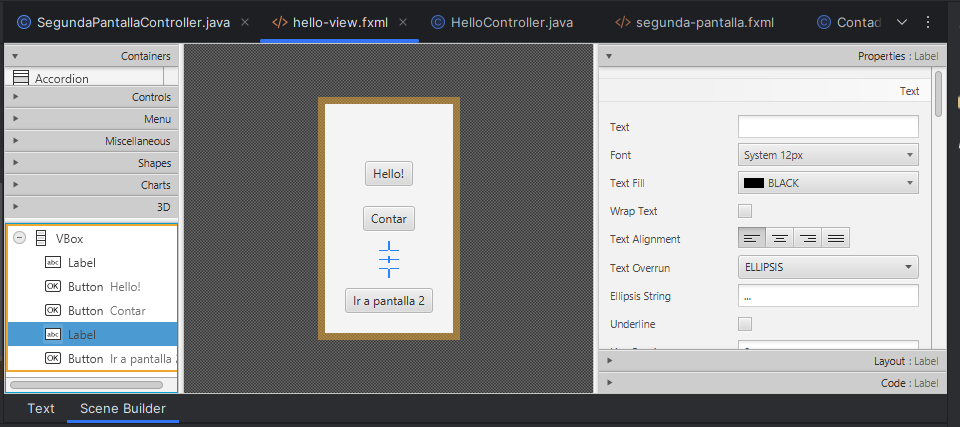 SegundaPantallaController.java
hello-view.fxml
HelloController.java
segunda-pantalla.fxml
Contad
Containers
Accordion
Controls
Menu
Miscellaneous
Shapes
Charts
3D
VBox
abc Label
OK Button Hello!
OK Button Contar
abc Label
OK Button Ir a pantalla 2
Hello!
Contar
Ir a pantalla 2
Properties : Label
Text
Text
Font System 12px
Text Fill BLACK
Wrap Text
Text Alignment
Text Overrun ELLIPSIS
Ellipsis String ...
Underline
Layout : Label
Code : Label
Text
Scene Builder